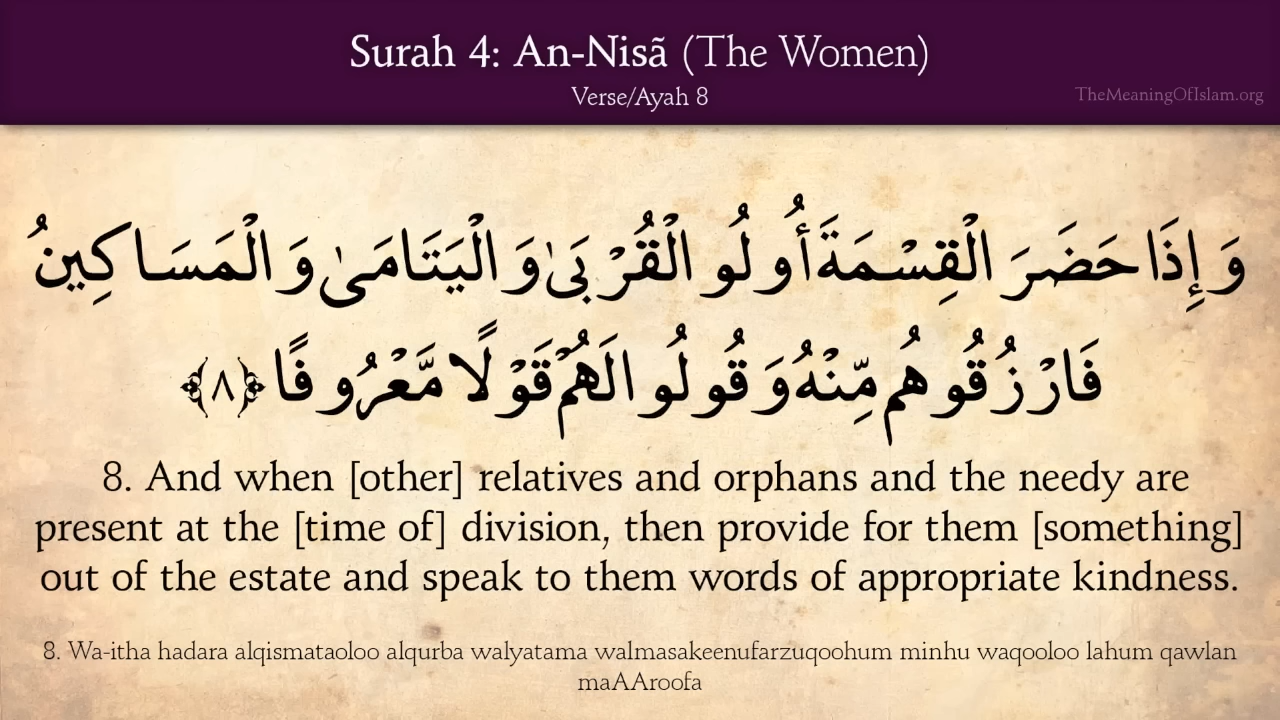 Surah 4: An-Nisã (The Women)
Verse/Ayah 8
TheMeaningOfIslam.org
وَإِذَا حَضَرَ الْقِسْمَةَ أُولُو الْقُرْبَىٰ وَالْيَتَامَىٰ وَالْمَسَاكِينُ
فَارْزُقُوهُم مِّنْهُ وَقُولُوا لَهُمْ قَوْلًا مَّعْرُوفًا ﴿٨﴾
8. And when [other] relatives and orphans and the needy are
present at the [time of] division, then provide for them [something]
out of the estate and speak to them words of appropriate kindness.
8. Wa-itha hadara alqismataoloo alqurba walyatama walmasakeenufarzuqoohum minhu waqooloo lahum qawlan
maAAroofa